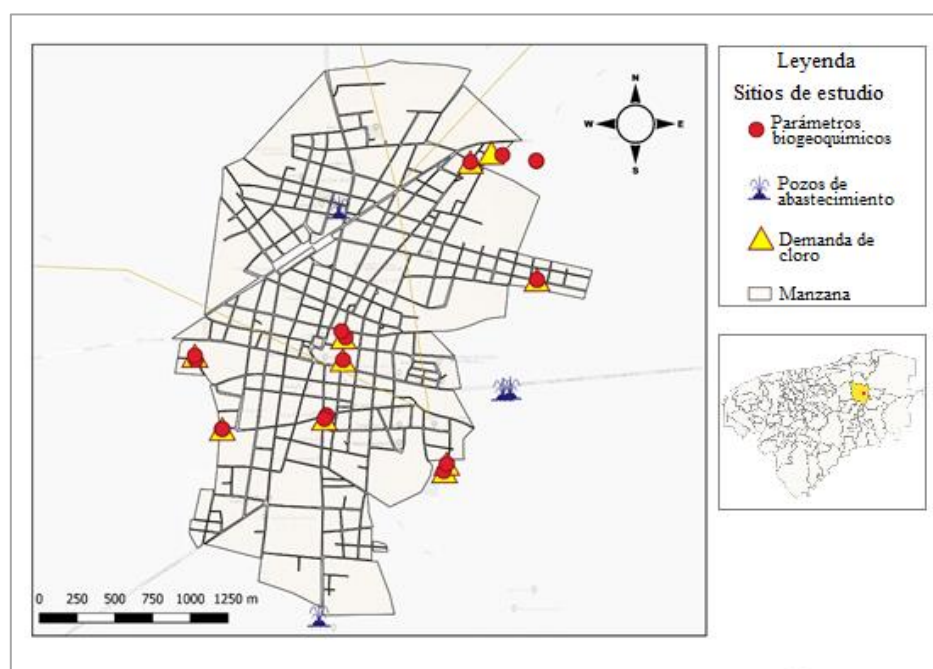 N
W
E
S
0 250 500 750 1000 1250 m
Leyenda
Sitios de estudio
Parámetros
biogeoquímicos
Pozos de
abastecimiento
Demanda de
cloro
Manzana